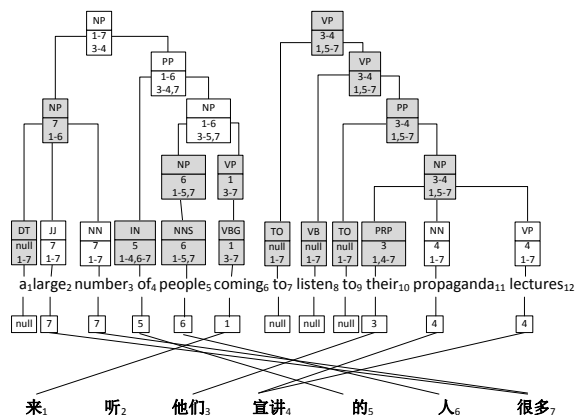 NP VP
1-7 3-4
3-4 1,5-7
PP VP
1-6 3-4
3-4,7 1,5-7
NP NP PP
7 1-6 3-4
1-6 3-5,7 1,5-7
NP VP NP
6 1 3-4
1-5,7 3-7 1,5-7
DT JJ NN IN NNS VBG TO VB TO PRP NN VP
null 7 7 5 6 1 null null null 3 4 4
1-7 1-7 1-7 1-4,6-7 1-5,7 3-7 1-7 1-7 1-7 1,4-7 1-7 1-7
a₁ large₂ number₃ of₄ people₅ coming₆ to₇ listen₈ to₉ their₁₀ propaganda₁₁ lectures₁₂
null 7 7 5 6 1 null null null 3 4 4
来₁ 听₂ 他们₃ 宣讲₄ 的₅ 人₆ 很多₇